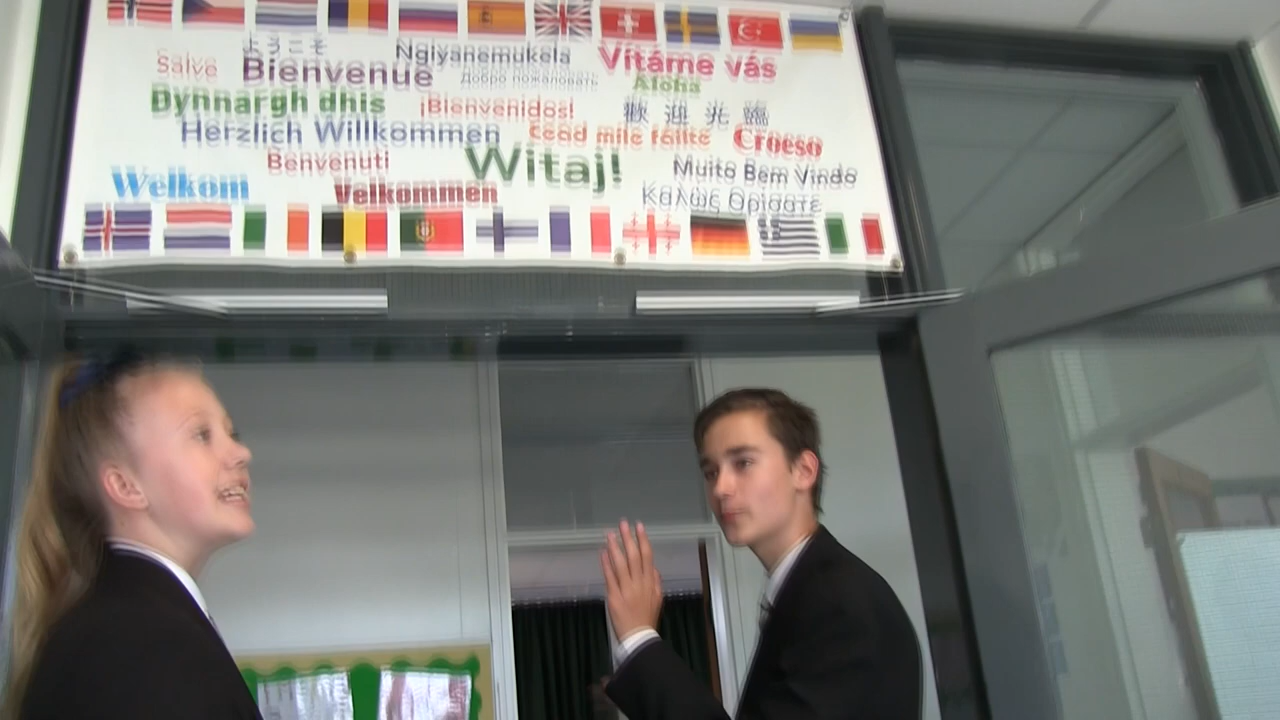 ようこそ
Ngiyanemukela
Salve
Bienvenue
Добро пожаловать
Vítáme vás
Aloha
Dynnargh dhis
¡Bienvenidos!
歡迎光臨
Herzlich Willkommen
Céad míle fáilte
Croeso
Benvenuti
Witaj!
Muito Bem Vindo
Welkom
Velkommen
Καλώς Ορίσατε